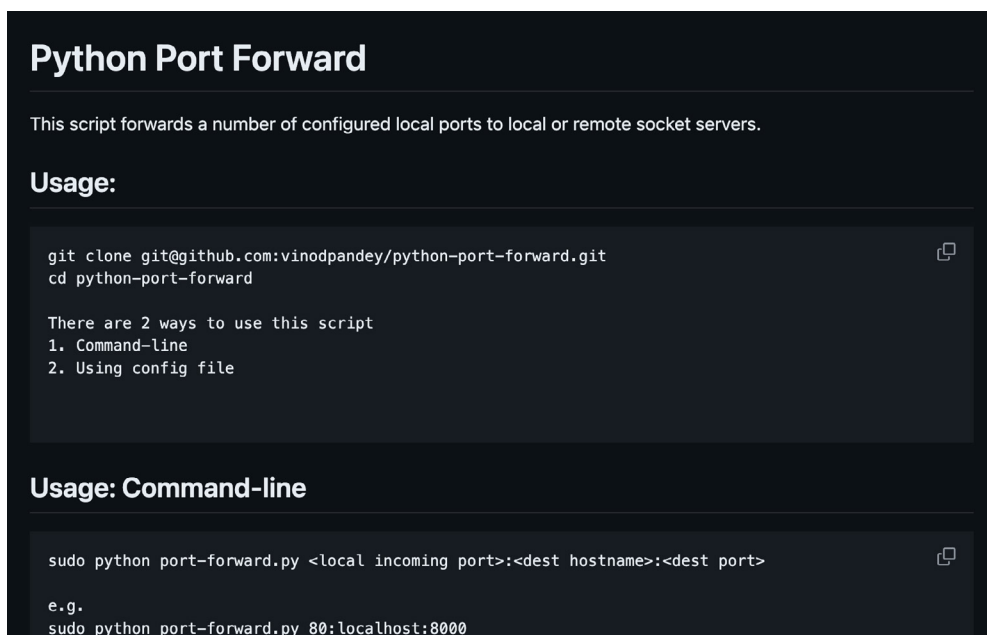 Python Port Forward
This script forwards a number of configured local ports to local or remote socket servers.
Usage:
git clone git@github.com:vinodpandey/python-port-forward.git
cd python-port-forward
There are 2 ways to use this script
1. Command-line
2. Using config file
Usage: Command-line
sudo python port-forward.py <local incoming port>:<dest hostname>:<dest port>
e.g.
sudo python port-forward.py 80:localhost:8000